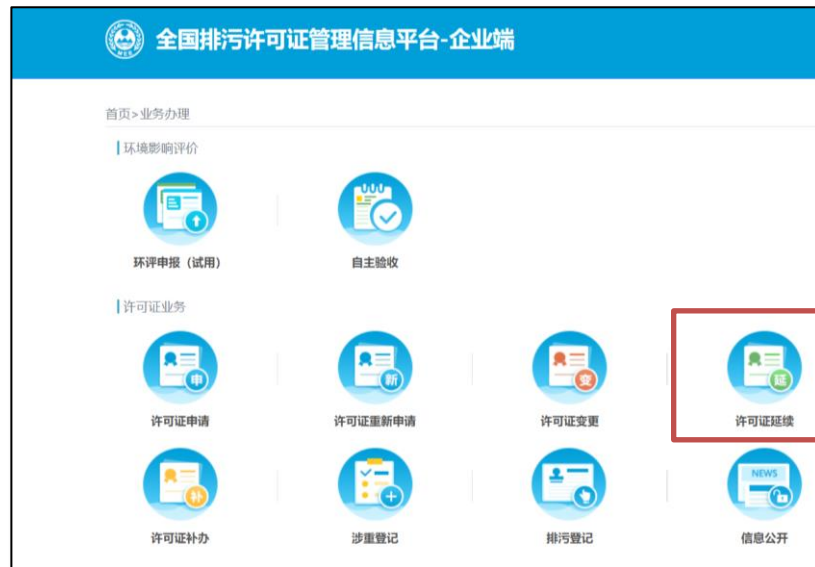 全国排污许可证管理信息平台-企业端
首页>业务办理
环境影响评价
环评申报（试用）
自主验收
许可证业务
申
新
变
延
许可证申请
许可证重新申请
许可证变更
许可证延续
补
NEWS
许可证补办
涉重登记
排污登记
信息公开